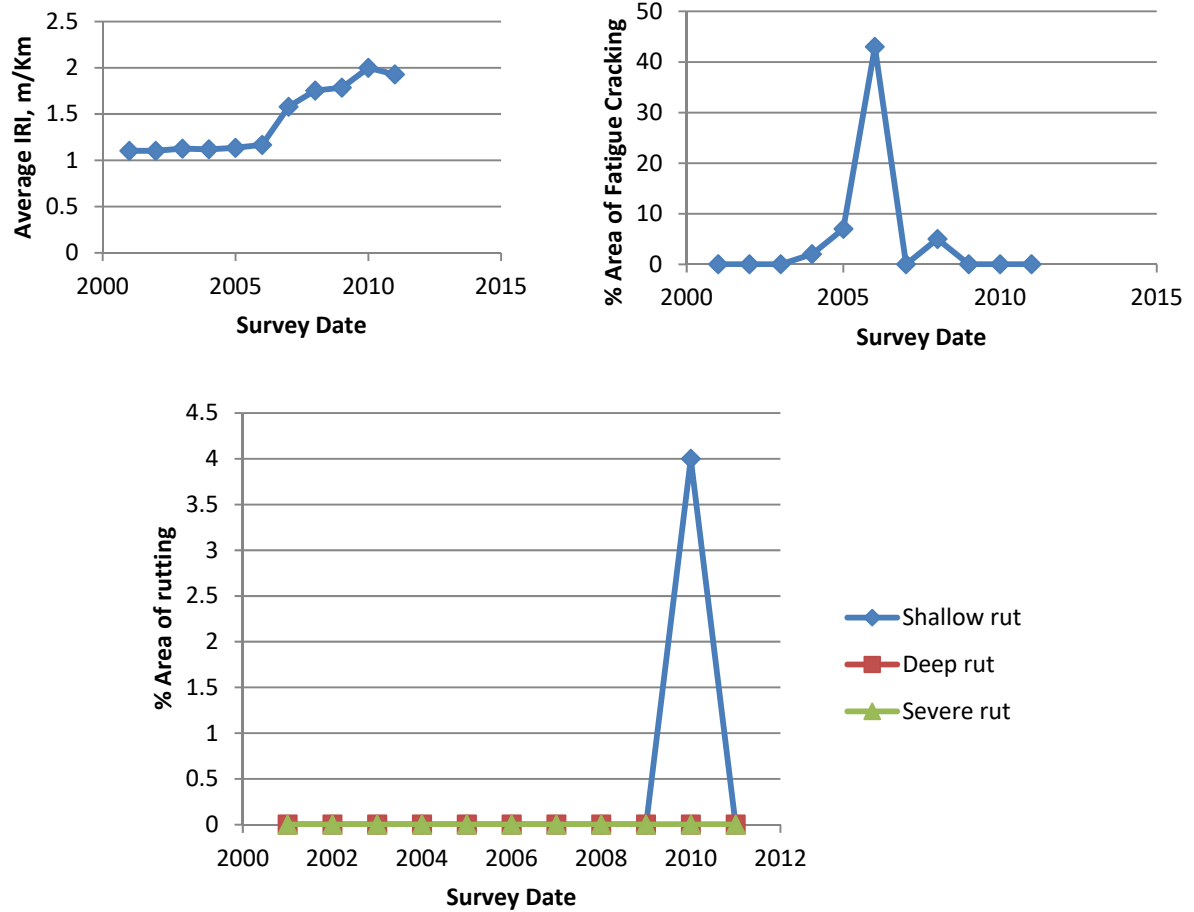 Average IRI, m/Km
2.5
2
1.5
1
0.5
0
2000 2005 2010 2015
Survey Date
% Area of Fatigue Cracking
50
40
30
20
10
0
2000 2005 2010 2015
Survey Date
% Area of rutting
4.5
4
3.5
3
2.5
2
1.5
1
0.5
0
2000 2002 2004 2006 2008 2010 2012
Survey Date
Shallow rut
Deep rut
Severe rut